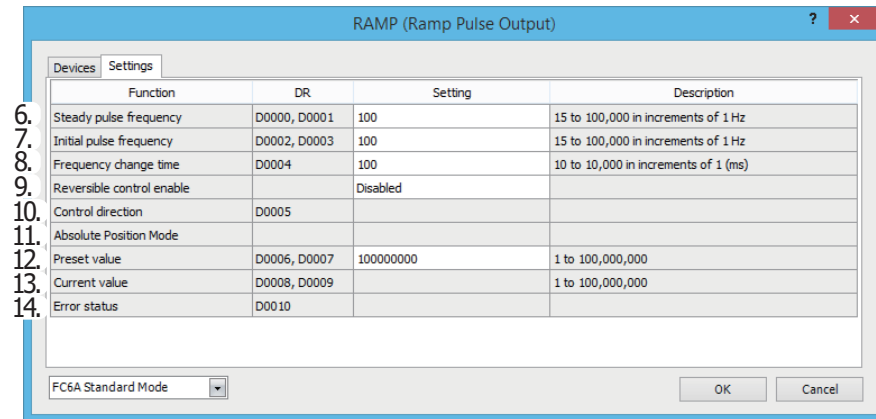 RAMP (Ramp Pulse Output) ? ×
Devices Settings
Function DR Setting Description
6. Steady pulse frequency D0000, D0001 100 15 to 100,000 in increments of 1 Hz
7. Initial pulse frequency D0002, D0003 100 15 to 100,000 in increments of 1 Hz
8. Frequency change time D0004 100 10 to 10,000 in increments of 1 (ms)
9. Reversible control enable Disabled
10. Control direction D0005
11. Absolute Position Mode
12. Preset value D0006, D0007 100000000 1 to 100,000,000
13. Current value D0008, D0009 1 to 100,000,000
14. Error status D0010
FC6A Standard Mode OK Cancel